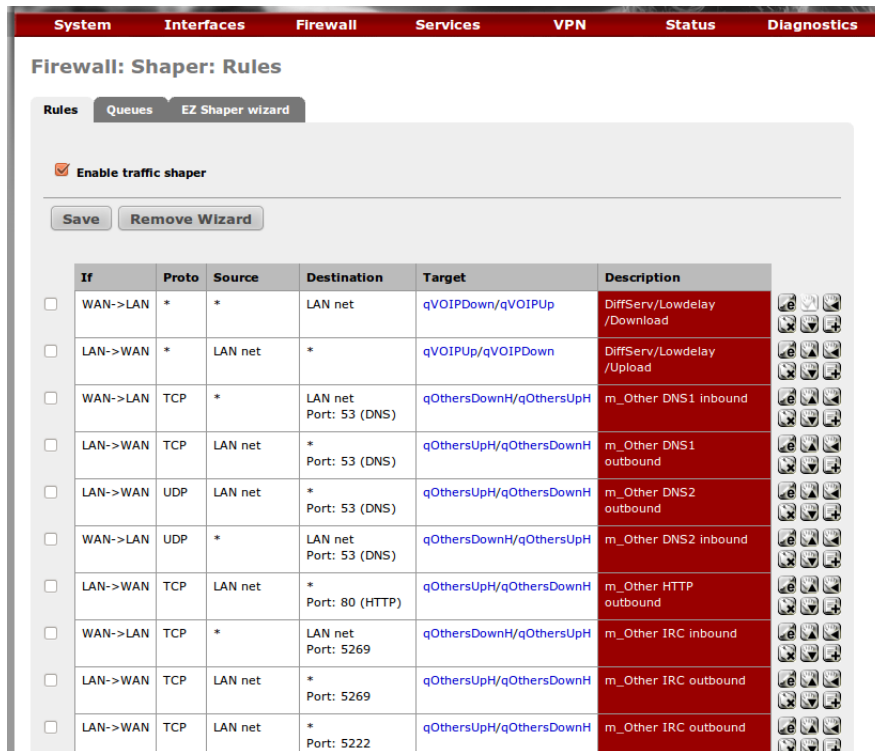 System Interfaces Firewall Services VPN Status Diagnostics
Firewall: Shaper: Rules
Rules Queues EZ Shaper wizard
Enable traffic shaper
Save Remove Wizard
If Proto Source Destination Target Description
WAN->LAN * * LAN net qVOIPDown/qVOIPUp DiffServ/Lowdelay
/Download
LAN->WAN * LAN net * qVOIPUp/qVOIPDown DiffServ/Lowdelay
/Upload
WAN->LAN TCP * LAN net qOthersDownH/qOthersUpH m_Other DNS1 inbound
Port: 53 (DNS)
LAN->WAN TCP LAN net * qOthersUpH/qOthersDownH m_Other DNS1
Port: 53 (DNS) outbound
LAN->WAN UDP LAN net * qOthersUpH/qOthersDownH m_Other DNS2
Port: 53 (DNS) outbound
WAN->LAN UDP * LAN net qOthersDownH/qOthersUpH m_Other DNS2 inbound
Port: 53 (DNS)
LAN->WAN TCP LAN net * qOthersUpH/qOthersDownH m_Other HTTP
Port: 80 (HTTP) outbound
WAN->LAN TCP * LAN net qOthersDownH/qOthersUpH m_Other IRC inbound
Port: 5269
LAN->WAN TCP LAN net * qOthersUpH/qOthersDownH m_Other IRC outbound
Port: 5269
LAN->WAN TCP LAN net * qOthersUpH/qOthersDownH m_Other IRC outbound
Port: 5222